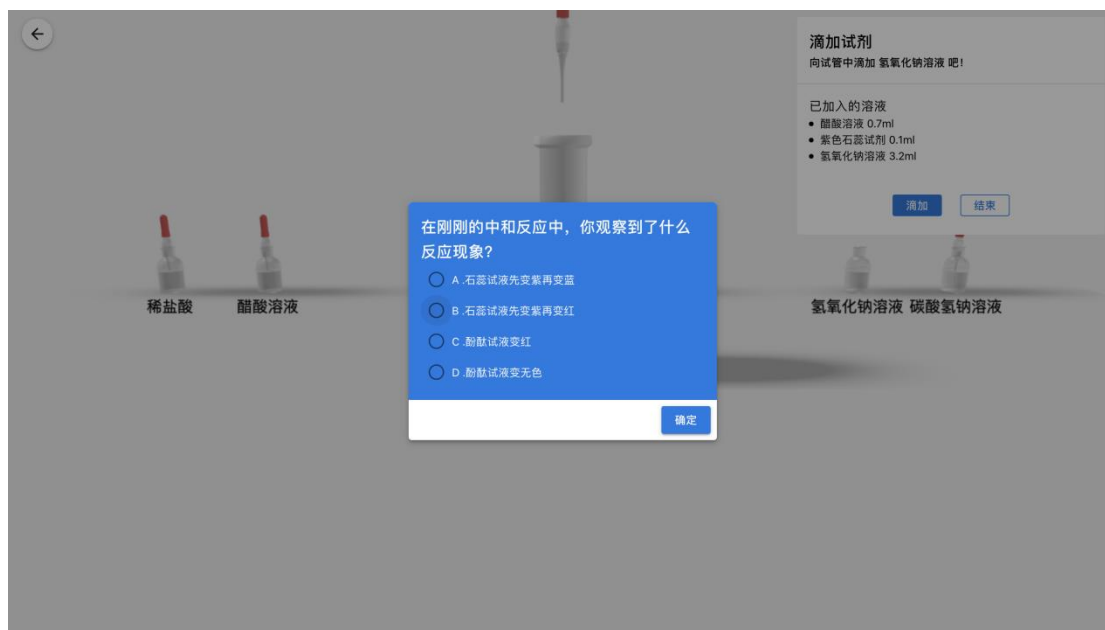 滴加试剂
向试管中滴加 氢氧化钠溶液 吧!
已加入的溶液
● 醋酸溶液 0.7ml
● 紫色石蕊试剂 0.1ml
● 氢氧化钠溶液 3.2ml
滴加 结束
在刚刚的中和反应中，你观察到了什么
反应现象?
A .石蕊试液先变紫再变蓝
B .石蕊试液先变紫再变红
C .酚酞试液变红
D .酚酞试液变无色
确定
稀盐酸 醋酸溶液 氢氧化钠溶液 碳酸氢钠溶液